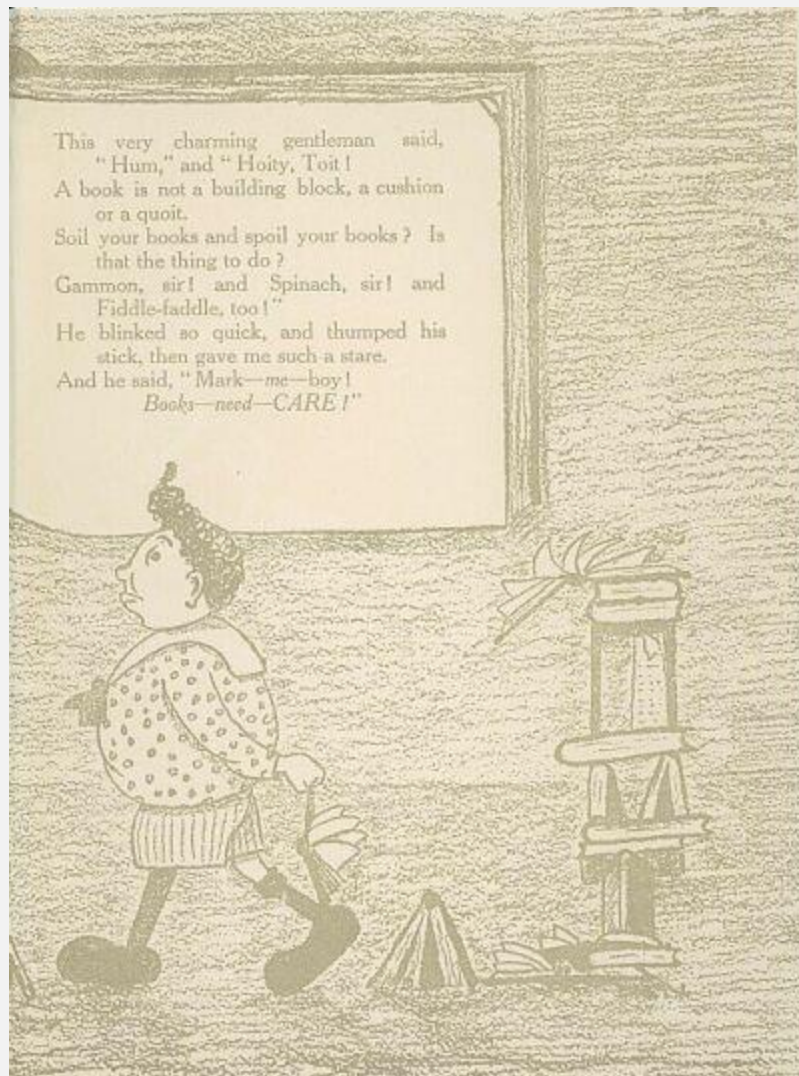 This very charming gentleman said,
“Hum,” and “Hoity, Toit!
A book is not a building block, a cushion
or a quoit.
Soil your books and spoil your books? Is
that the thing to do?
Gammon, sir! and Spinach, sir! and
Fiddle-faddle, too!”
He blinked so quick, and thumped his
stick, then gave me such a stare.
And he said, “Mark—me—boy!
Books—need—CARE!”